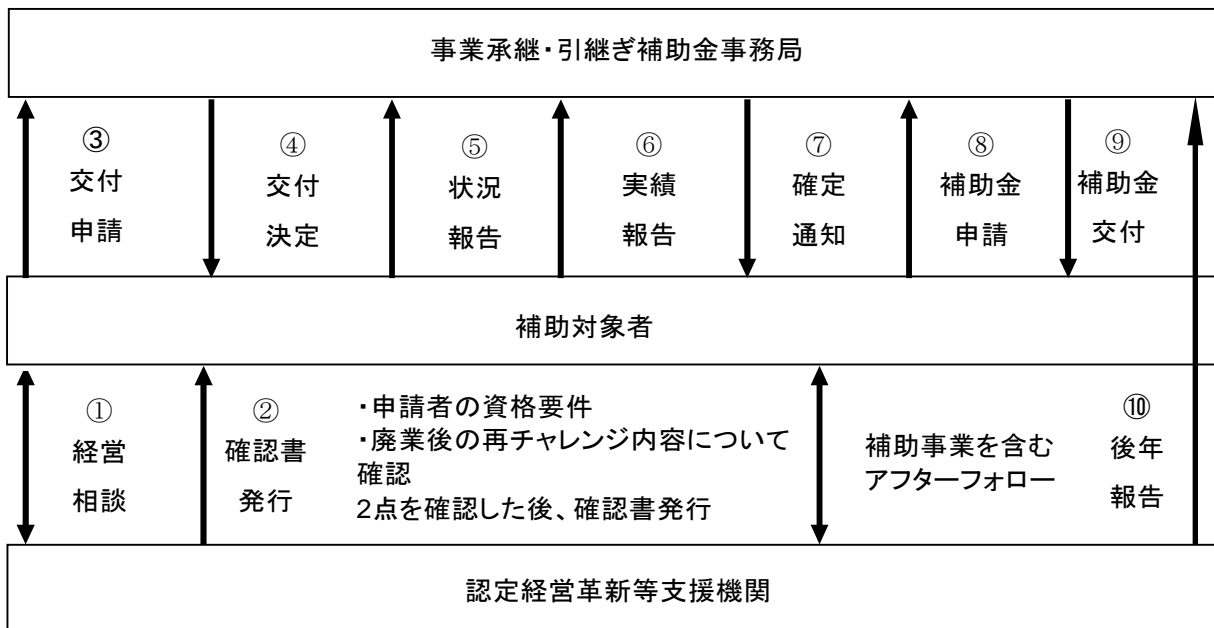 事業承継・引継ぎ補助金事務局
③
交付
申請
④
交付
決定
⑤
状況
報告
⑥
実績
報告
⑦
確定
通知
⑧
補助金
申請
⑨
補助金
交付
補助対象者
①
経営
相談
②
確認書
発行
・申請者の資格要件
・廃業後の再チャレンジ内容について
確認
2点を確認した後、確認書発行
補助事業を含む
アフターフォロー
⑩
後年
報告
認定経営革新等支援機関